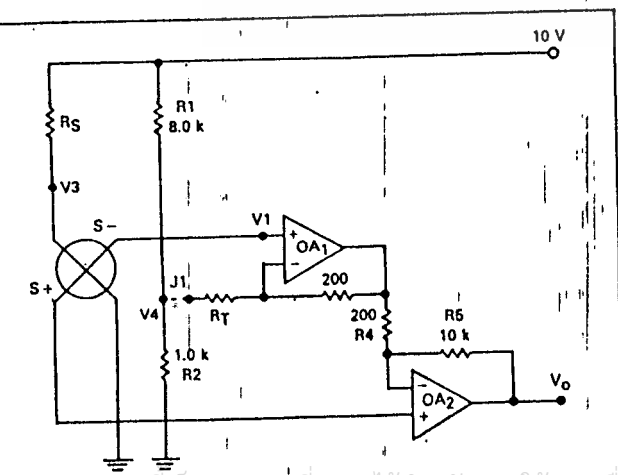 10 V
R1
8.0 k
RS
V3
S-
V1
+
OA1
-
S+
J1
200
V4
RT
200
R4
R5
10 k
1.0 k
R2
-
OA2
+
Vo